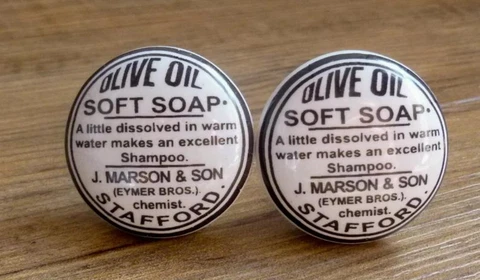 OLIVE OIL
SOFT SOAP.
A little dissolved in warm
water makes an excellent
Shampoo.
J. MARSON & SON
(EYMER BROS.)
chemist.
STAFFORD.
OLIVE OIL
SOFT SOAP.
A little dissolved in warm
water makes an excellent
Shampoo.
J. MARSON & SON
(EYMER BROS.)
chemist.
STAFFORD.